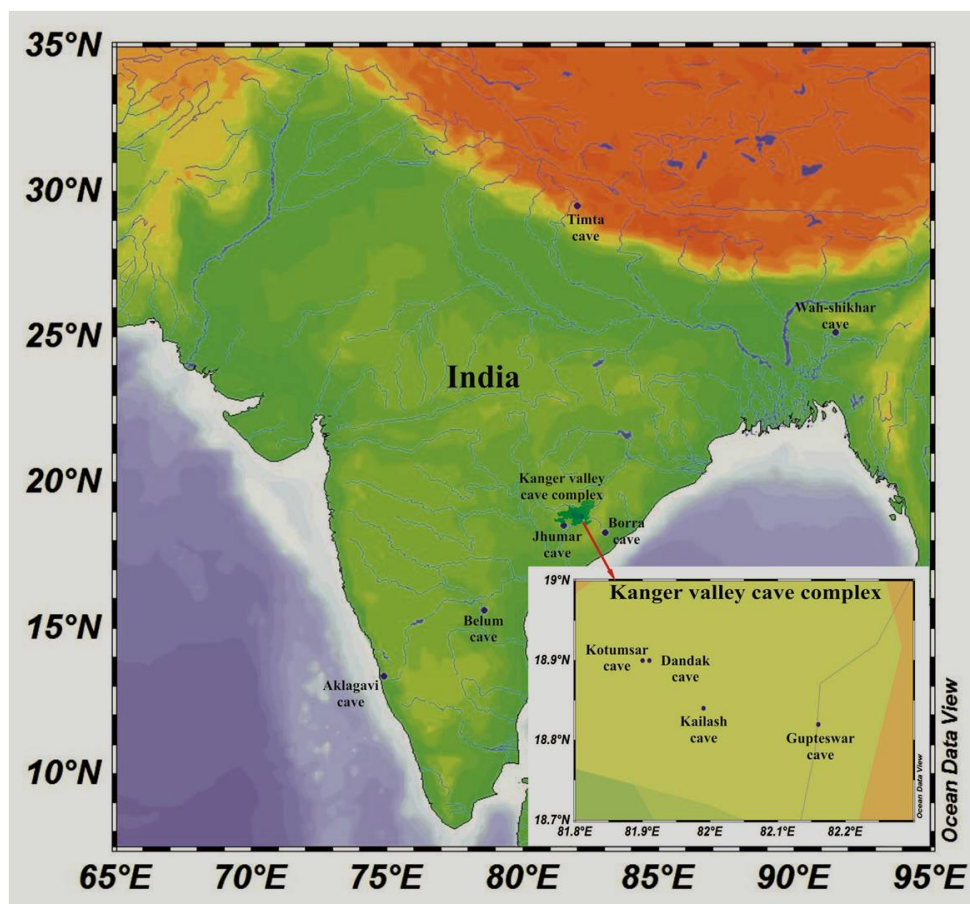 35°N
30°N
25°N
20°N
15°N
10°N
65°E 70°E 75°E 80°E 85°E 90°E 95°E
Timta
cave
Wah-shikhar
cave
India
Kanger valley
cave complex
Jhumar
cave
Borra
cave
Belum
cave
Aklagavi
cave
Ocean Data View
Kanger valley cave complex
19°N
18.9°N
18.8°N
18.7°N
81.8°E 81.9°E 82°E 82.1°E 82.2°E
Kotumsar
cave
Dandak
cave
Kailash
cave
Gupteswar
cave
Ocean Data View